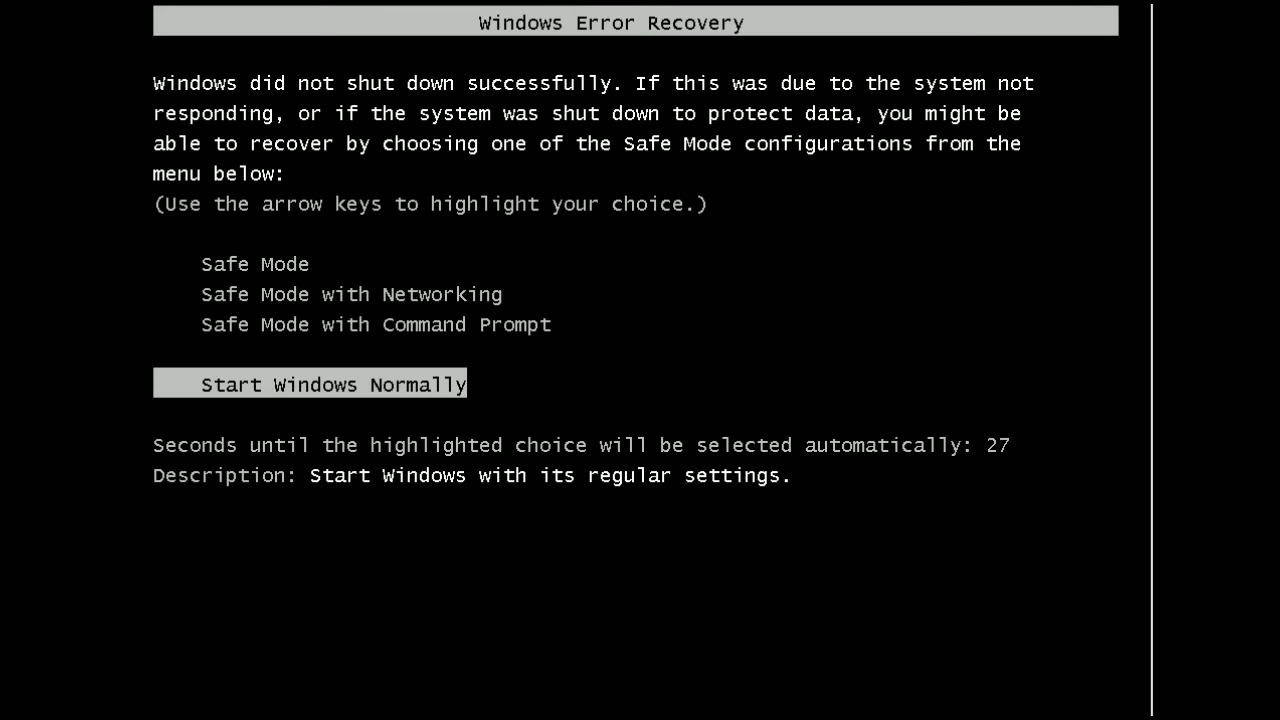 Windows Error Recovery
Windows did not shut down successfully. If this was due to the system not
responding, or if the system was shut down to protect data, you might be
able to recover by choosing one of the Safe Mode configurations from the
menu below:
(Use the arrow keys to highlight your choice.)
Safe Mode
Safe Mode with Networking
Safe Mode with Command Prompt
Start Windows Normally
Seconds until the highlighted choice will be selected automatically: 27
Description: Start Windows with its regular settings.